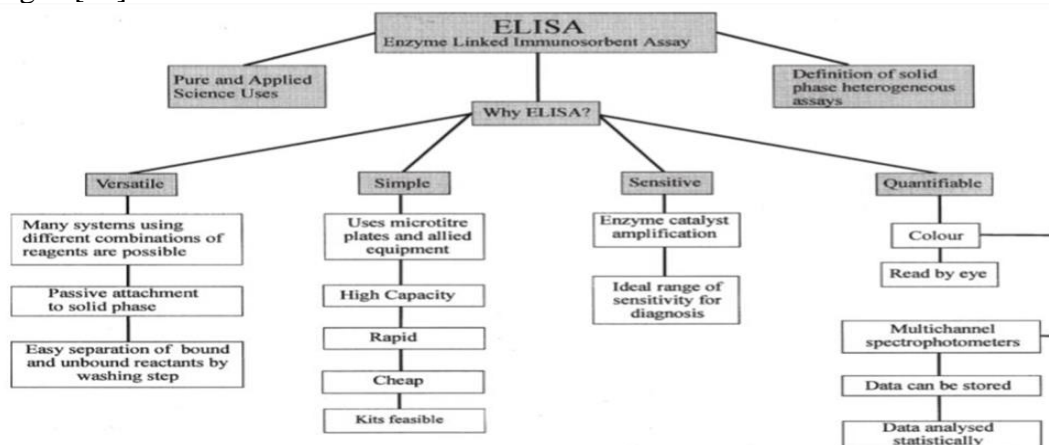 ELISA
Enzyme Linked Immunosorbent Assay
Pure and Applied
Science Uses
Definition of solid
phase heterogeneous
assays
Why ELISA?
Versatile
Simple
Sensitive
Quantifiable
Many systems using
different combinations of
reagents are possible
Passive attachment
to solid phase
Easy separation of bound
and unbound reactants by
washing step
Uses microtitre
plates and allied
equipment
High Capacity
Rapid
Cheap
Kits feasible
Enzyme catalyst
amplification
Ideal range of
sensitivity for
diagnosis
Colour
Read by eye
Multichannel
spectrophotometers
Data can be stored
Data analysed
statistically